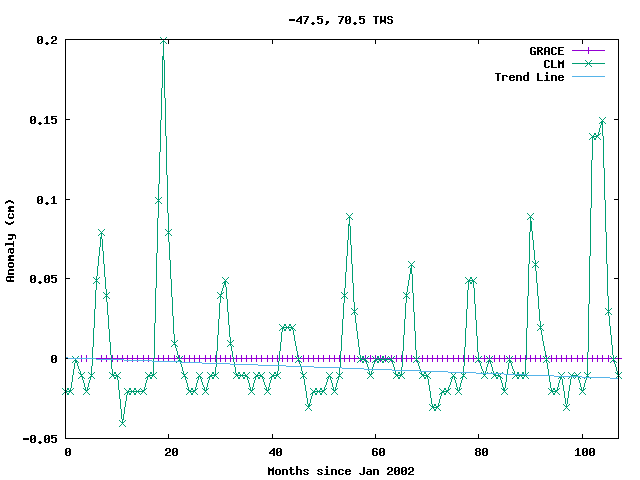 -47.5, 70.5 TWS
GRACE
CLM
Trend Line
0.2
0.15
0.1
0.05
0
-0.05
Anomaly (cm)
0 20 40 60 80 100
Months since Jan 2002